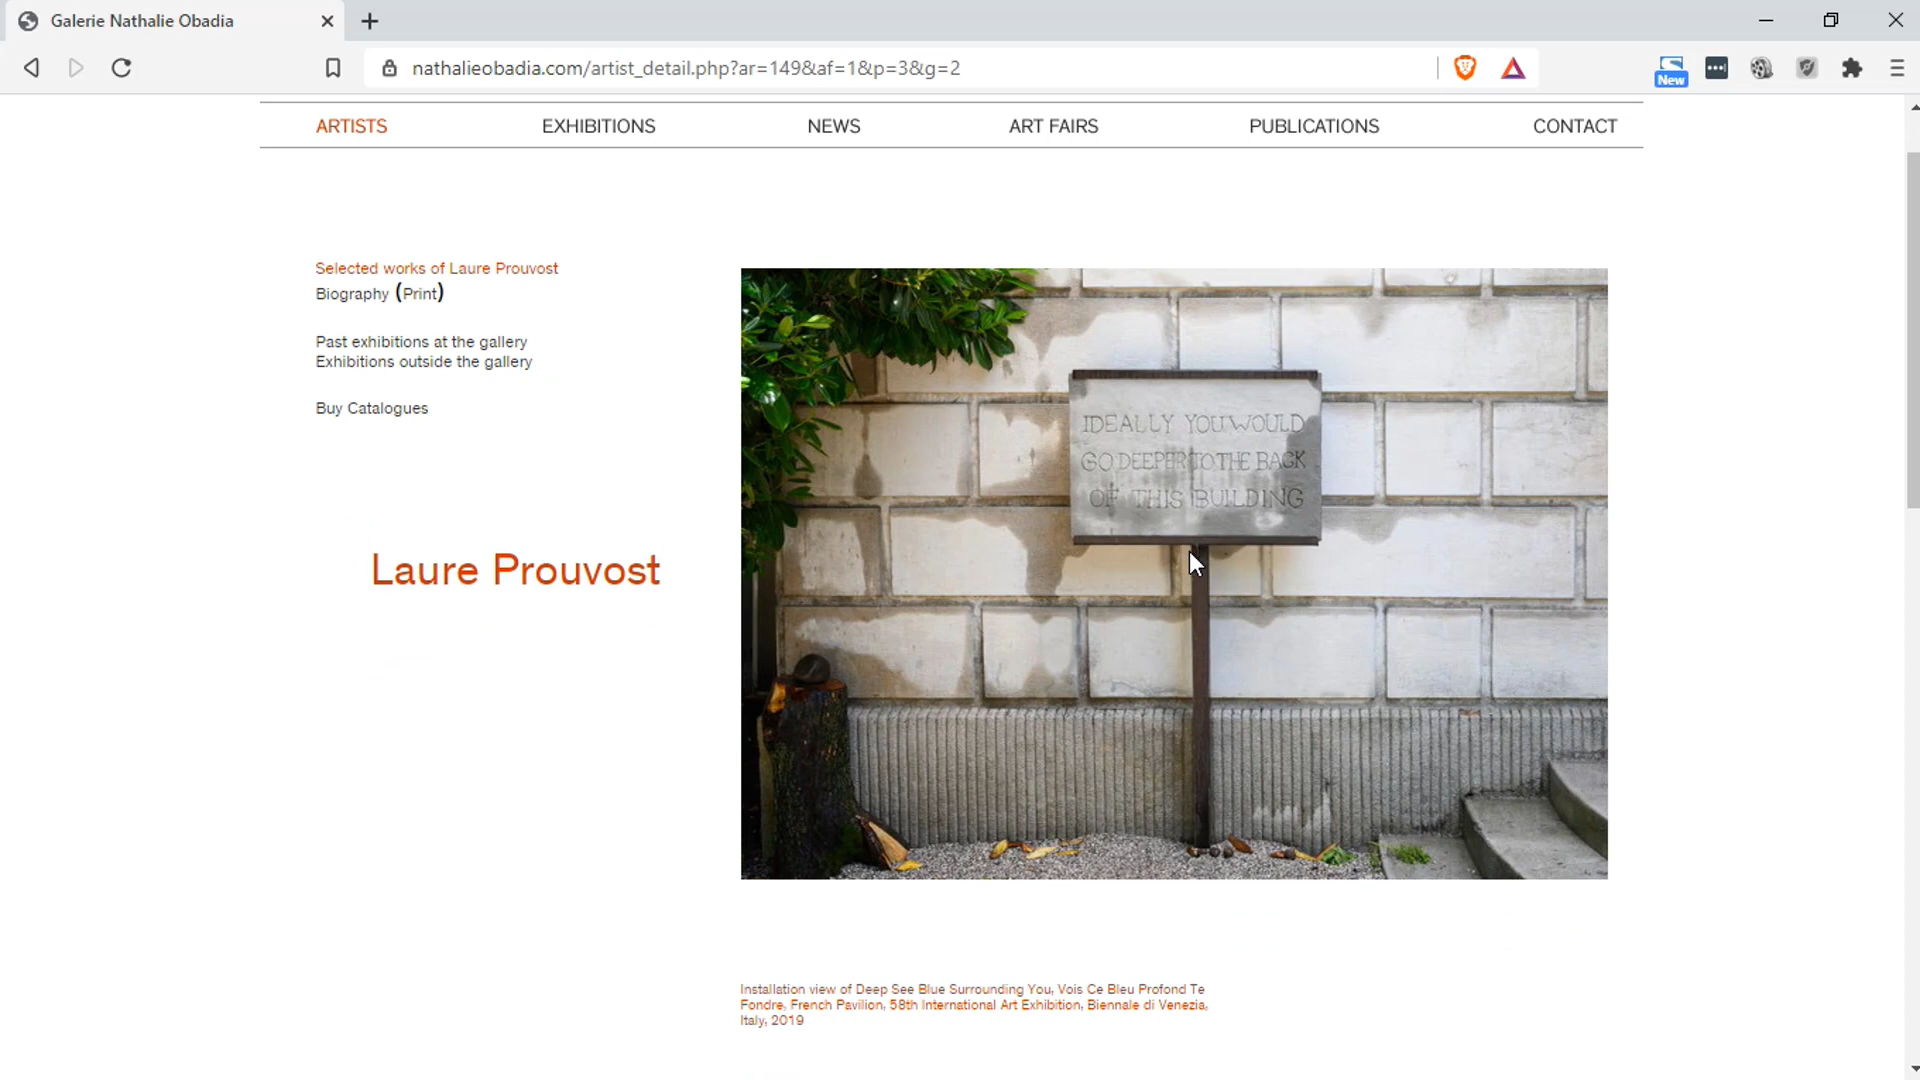 Galerie Nathalie Obadia
nathalieobadia.com/artist_detail.php?ar=149&af=1&p=3&g=2
New
ARTISTS EXHIBITIONS NEWS ART FAIRS PUBLICATIONS CONTACT
Selected works of Laure Prouvost
Biography (Print)
Past exhibitions at the gallery
Exhibitions outside the gallery
Buy Catalogues
Laure Prouvost
IDEALLY YOU WOULD
GO DEEPER TO THE BACK
OF THIS BUILDING
Installation view of Deep See Blue Surrounding You, Vois Ce Bleu Profond Te
Fondre, French Pavilion, 58th International Art Exhibition, Biennale di Venezia,
Italy, 2019